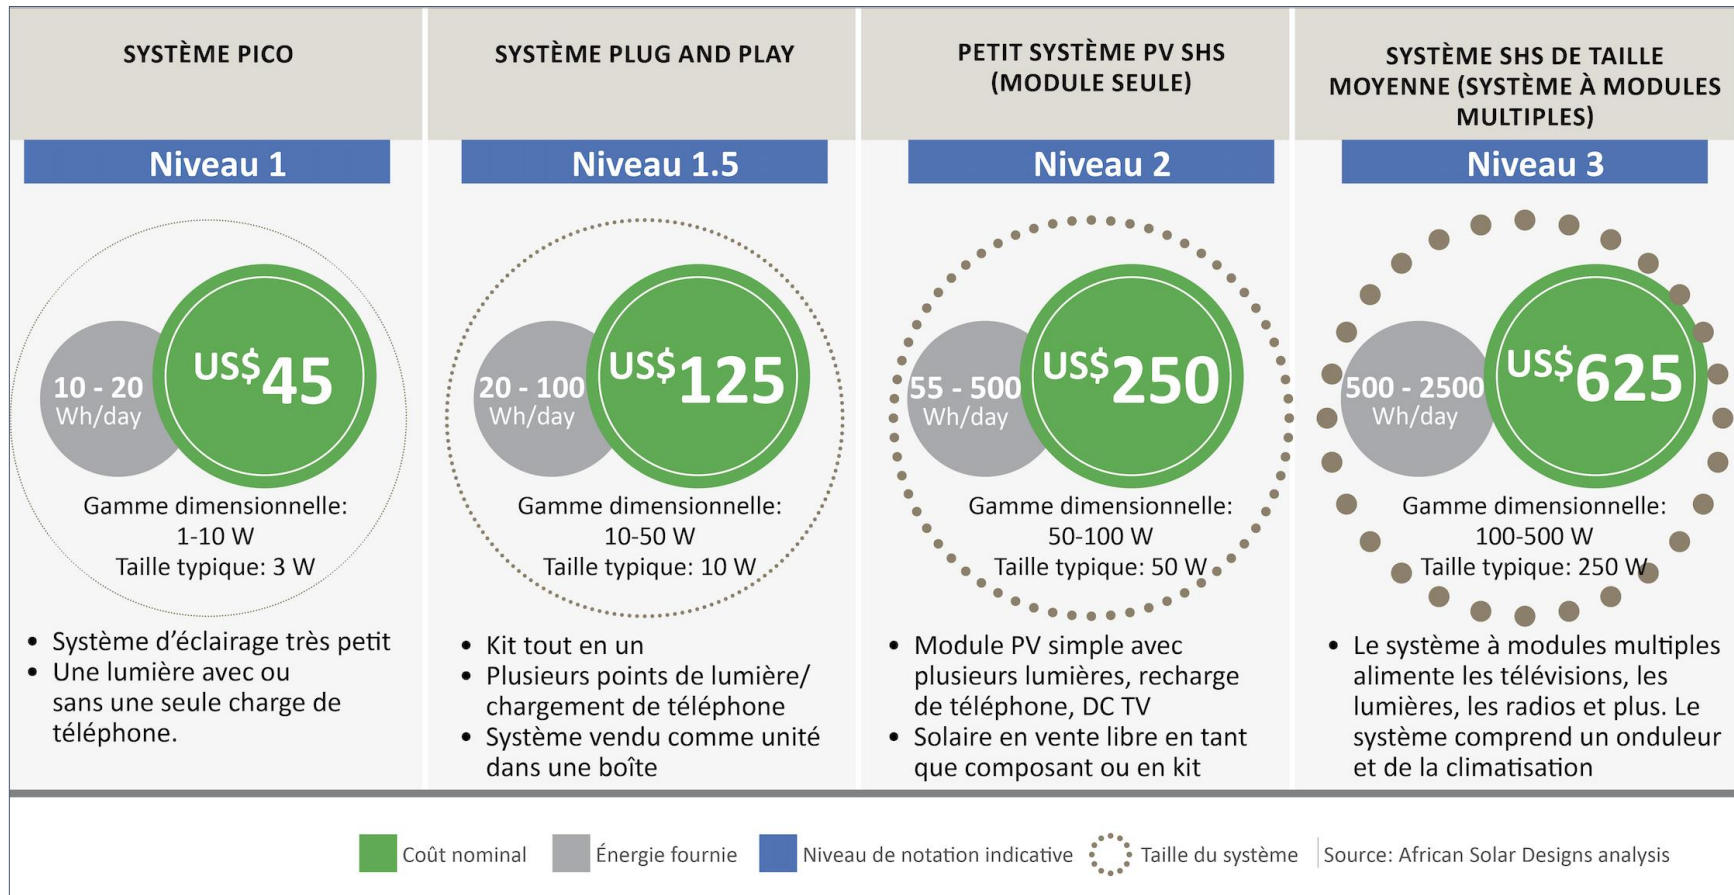 SYSTÈME PICO
Niveau 1
10 - 20
Wh/day
US$45
Gamme dimensionnelle:
1-10 W
Taille typique: 3 W
• Système d’éclairage très petit
• Une lumière avec ou
sans une seule charge de
téléphone.
SYSTÈME PLUG AND PLAY
Niveau 1.5
20 - 100
Wh/day
US$125
Gamme dimensionnelle:
10-50 W
Taille typique: 10 W
• Kit tout en un
• Plusieurs points de lumière/
chargement de téléphone
• Système vendu comme unité
dans une boîte
PETIT SYSTÈME PV SHS
(MODULE SEULE)
Niveau 2
55 - 500
Wh/day
US$250
Gamme dimensionnelle:
50-100 W
Taille typique: 50 W
• Module PV simple avec
plusieurs lumières, recharge
de téléphone, DC TV
• Solaire en vente libre en tant
que composant ou en kit
SYSTÈME SHS DE TAILLE
MOYENNE (SYSTÈME À MODULES
MULTIPLES)
Niveau 3
500 - 2500
Wh/day
US$625
Gamme dimensionnelle:
100-500 W
Taille typique: 250 W
• Le système à modules multiples
alimente les télévisions, les
lumières, les radios et plus. Le
système comprend un onduleur
et de la climatisation
Coût nominal
Énergie fournie
Niveau de notation indicative
Taille du système
Source: African Solar Designs analysis